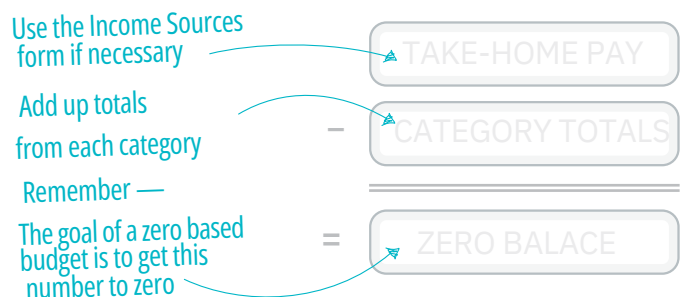 Use the Income Sources
form if necessary
TAKE-HOME PAY
Add up totals
from each category
− CATEGORY TOTALS
Remember —
The goal of a zero based
budget is to get this
number to zero
= ZERO BALACE